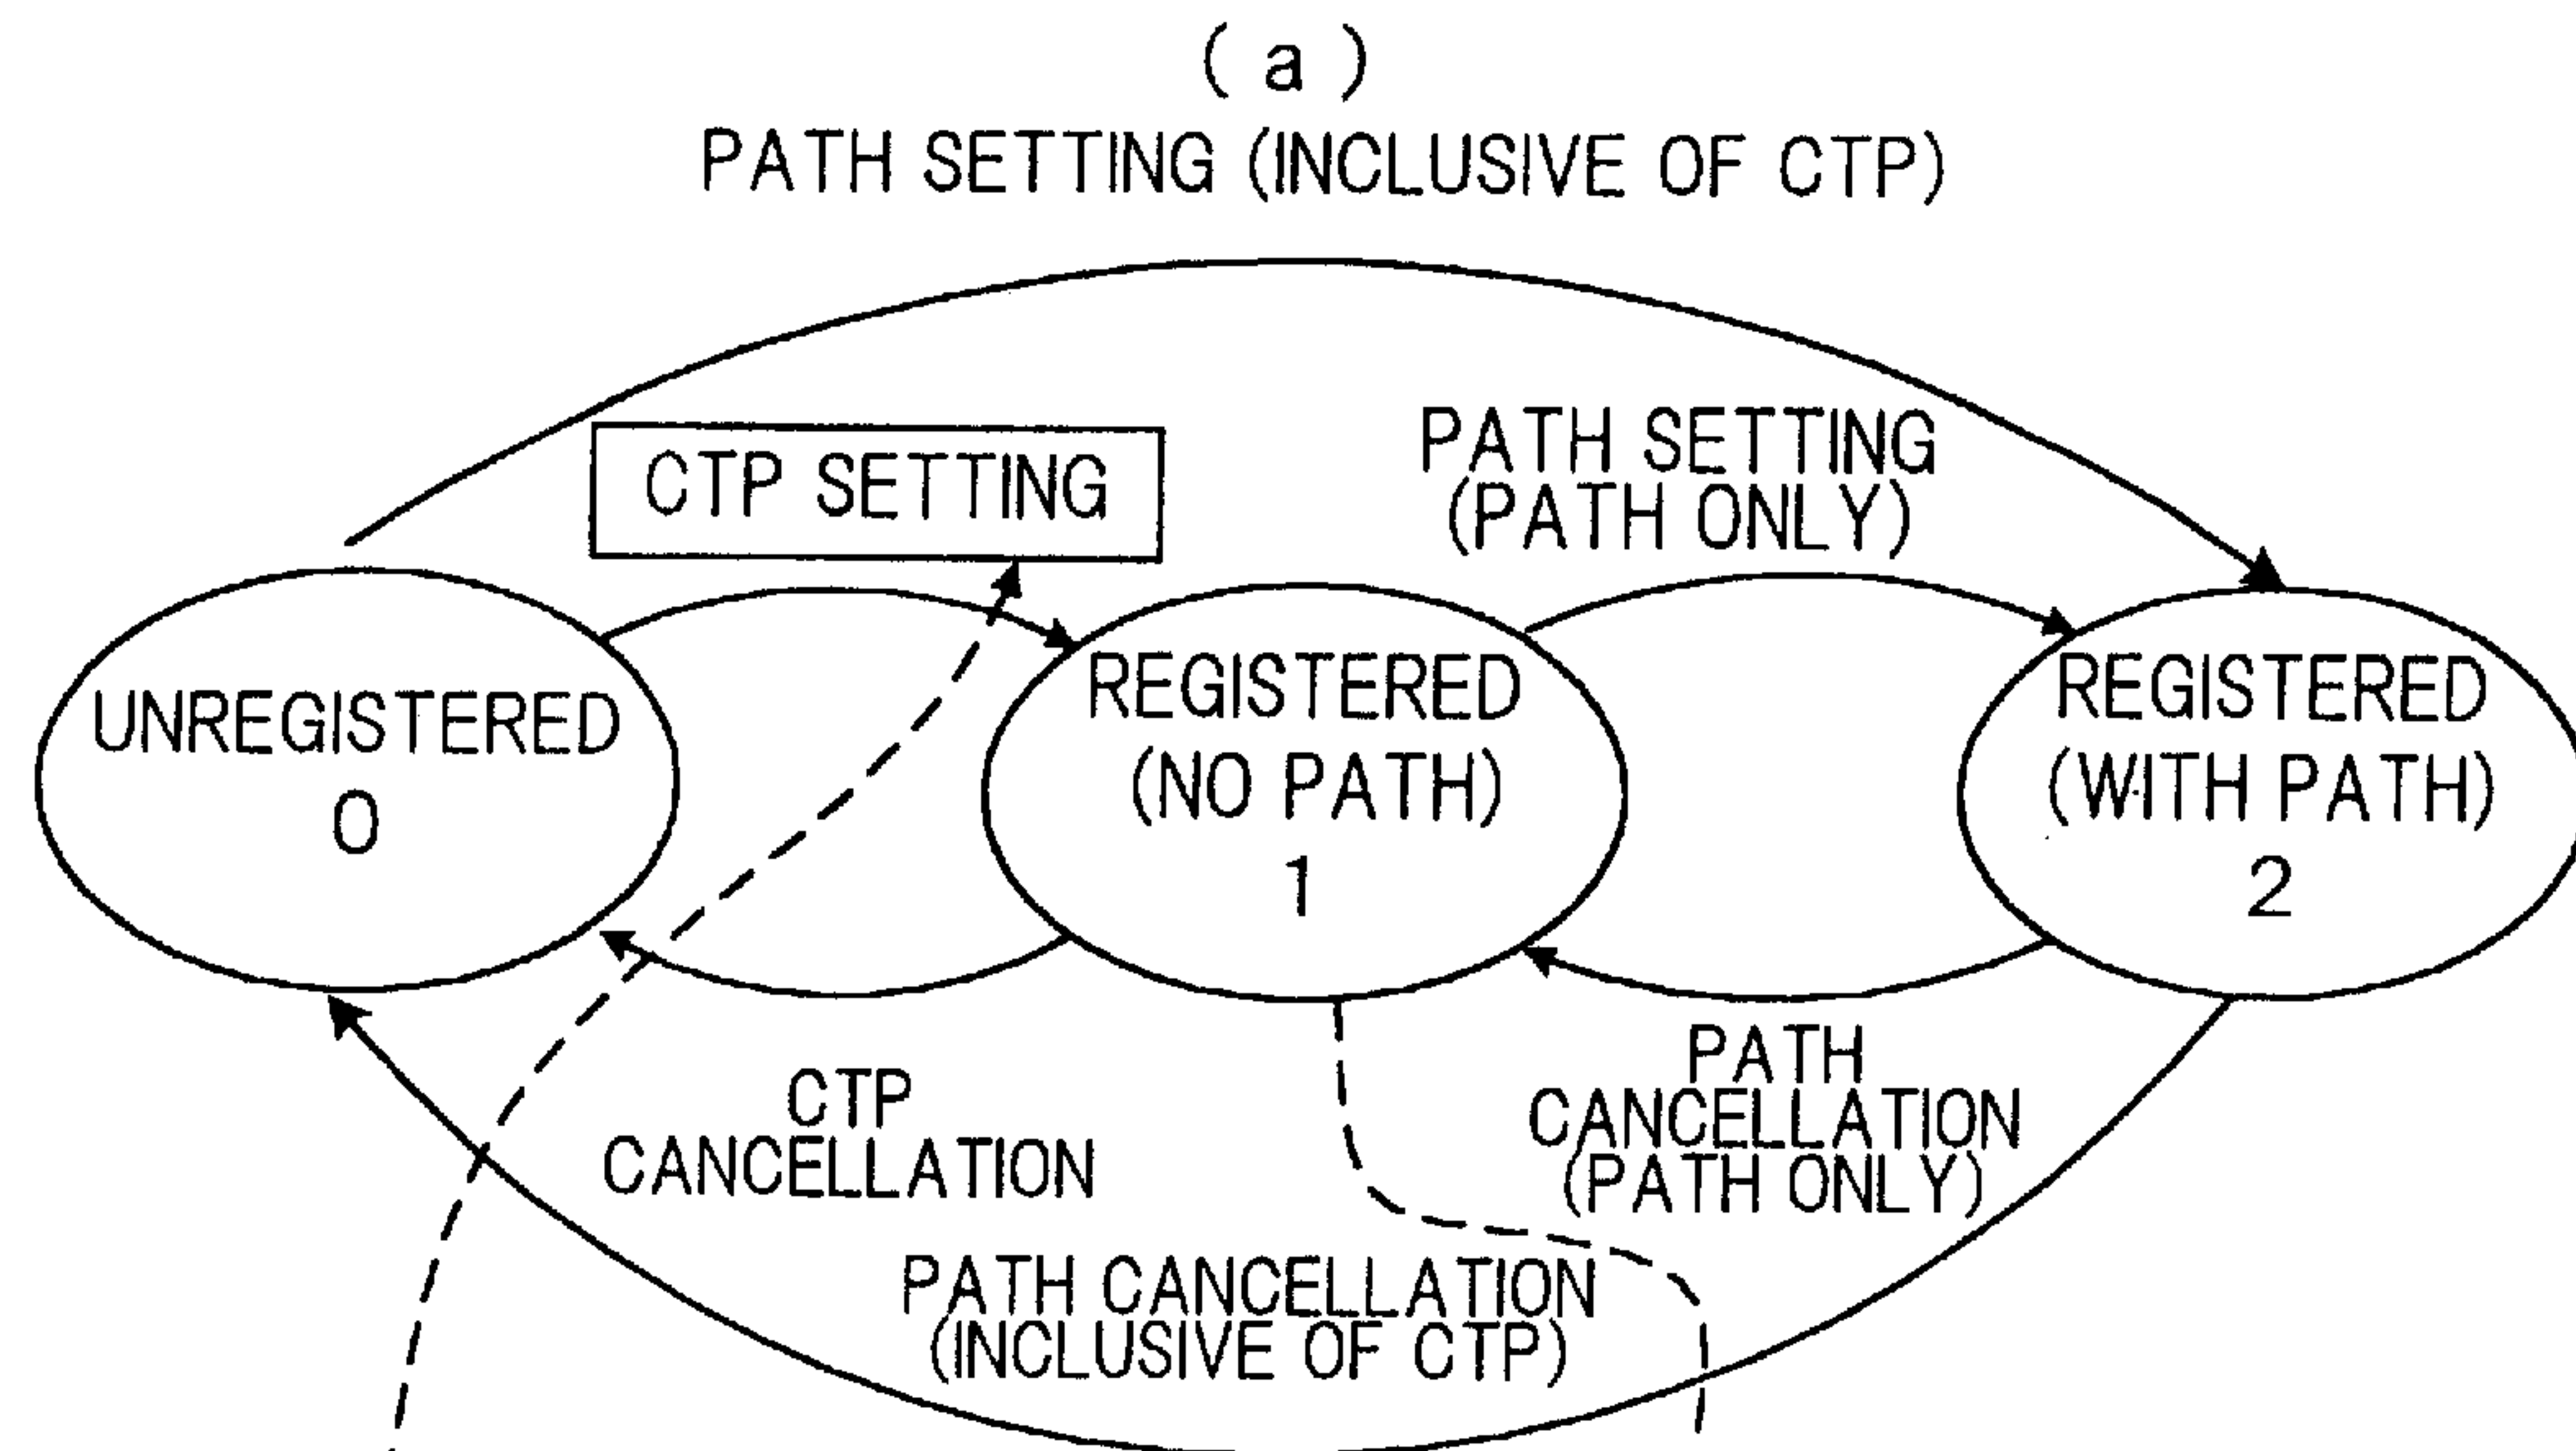 ( a )
PATH SETTING (INCLUSIVE OF CTP)
CTP SETTING
PATH SETTING
(PATH ONLY)
UNREGISTERED
0
REGISTERED
(NO PATH)
1
REGISTERED
(WITH PATH)
2
CTP
CANCELLATION
PATH
CANCELLATION
(PATH ONLY)
PATH CANCELLATION
(INCLUSIVE OF CTP)